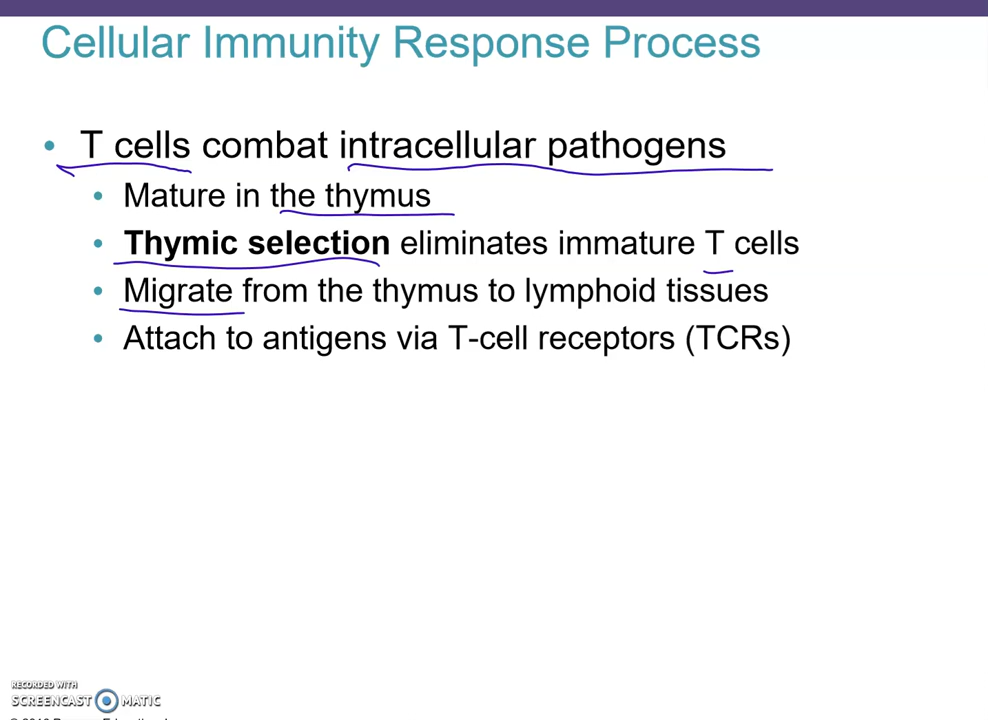 Cellular Immunity Response Process
• T cells combat intracellular pathogens
• Mature in the thymus
• Thymic selection eliminates immature T cells
• Migrate from the thymus to lymphoid tissues
• Attach to antigens via T-cell receptors (TCRs)
RECORDED WITH
SCREENCAST MATIC